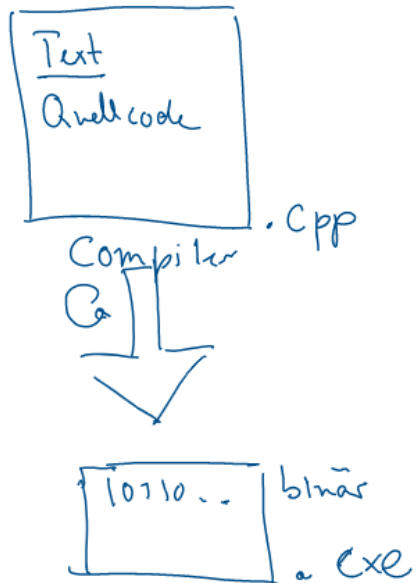 Text
Quellcode
.cpp
Compiler
10110..
binär
.exe